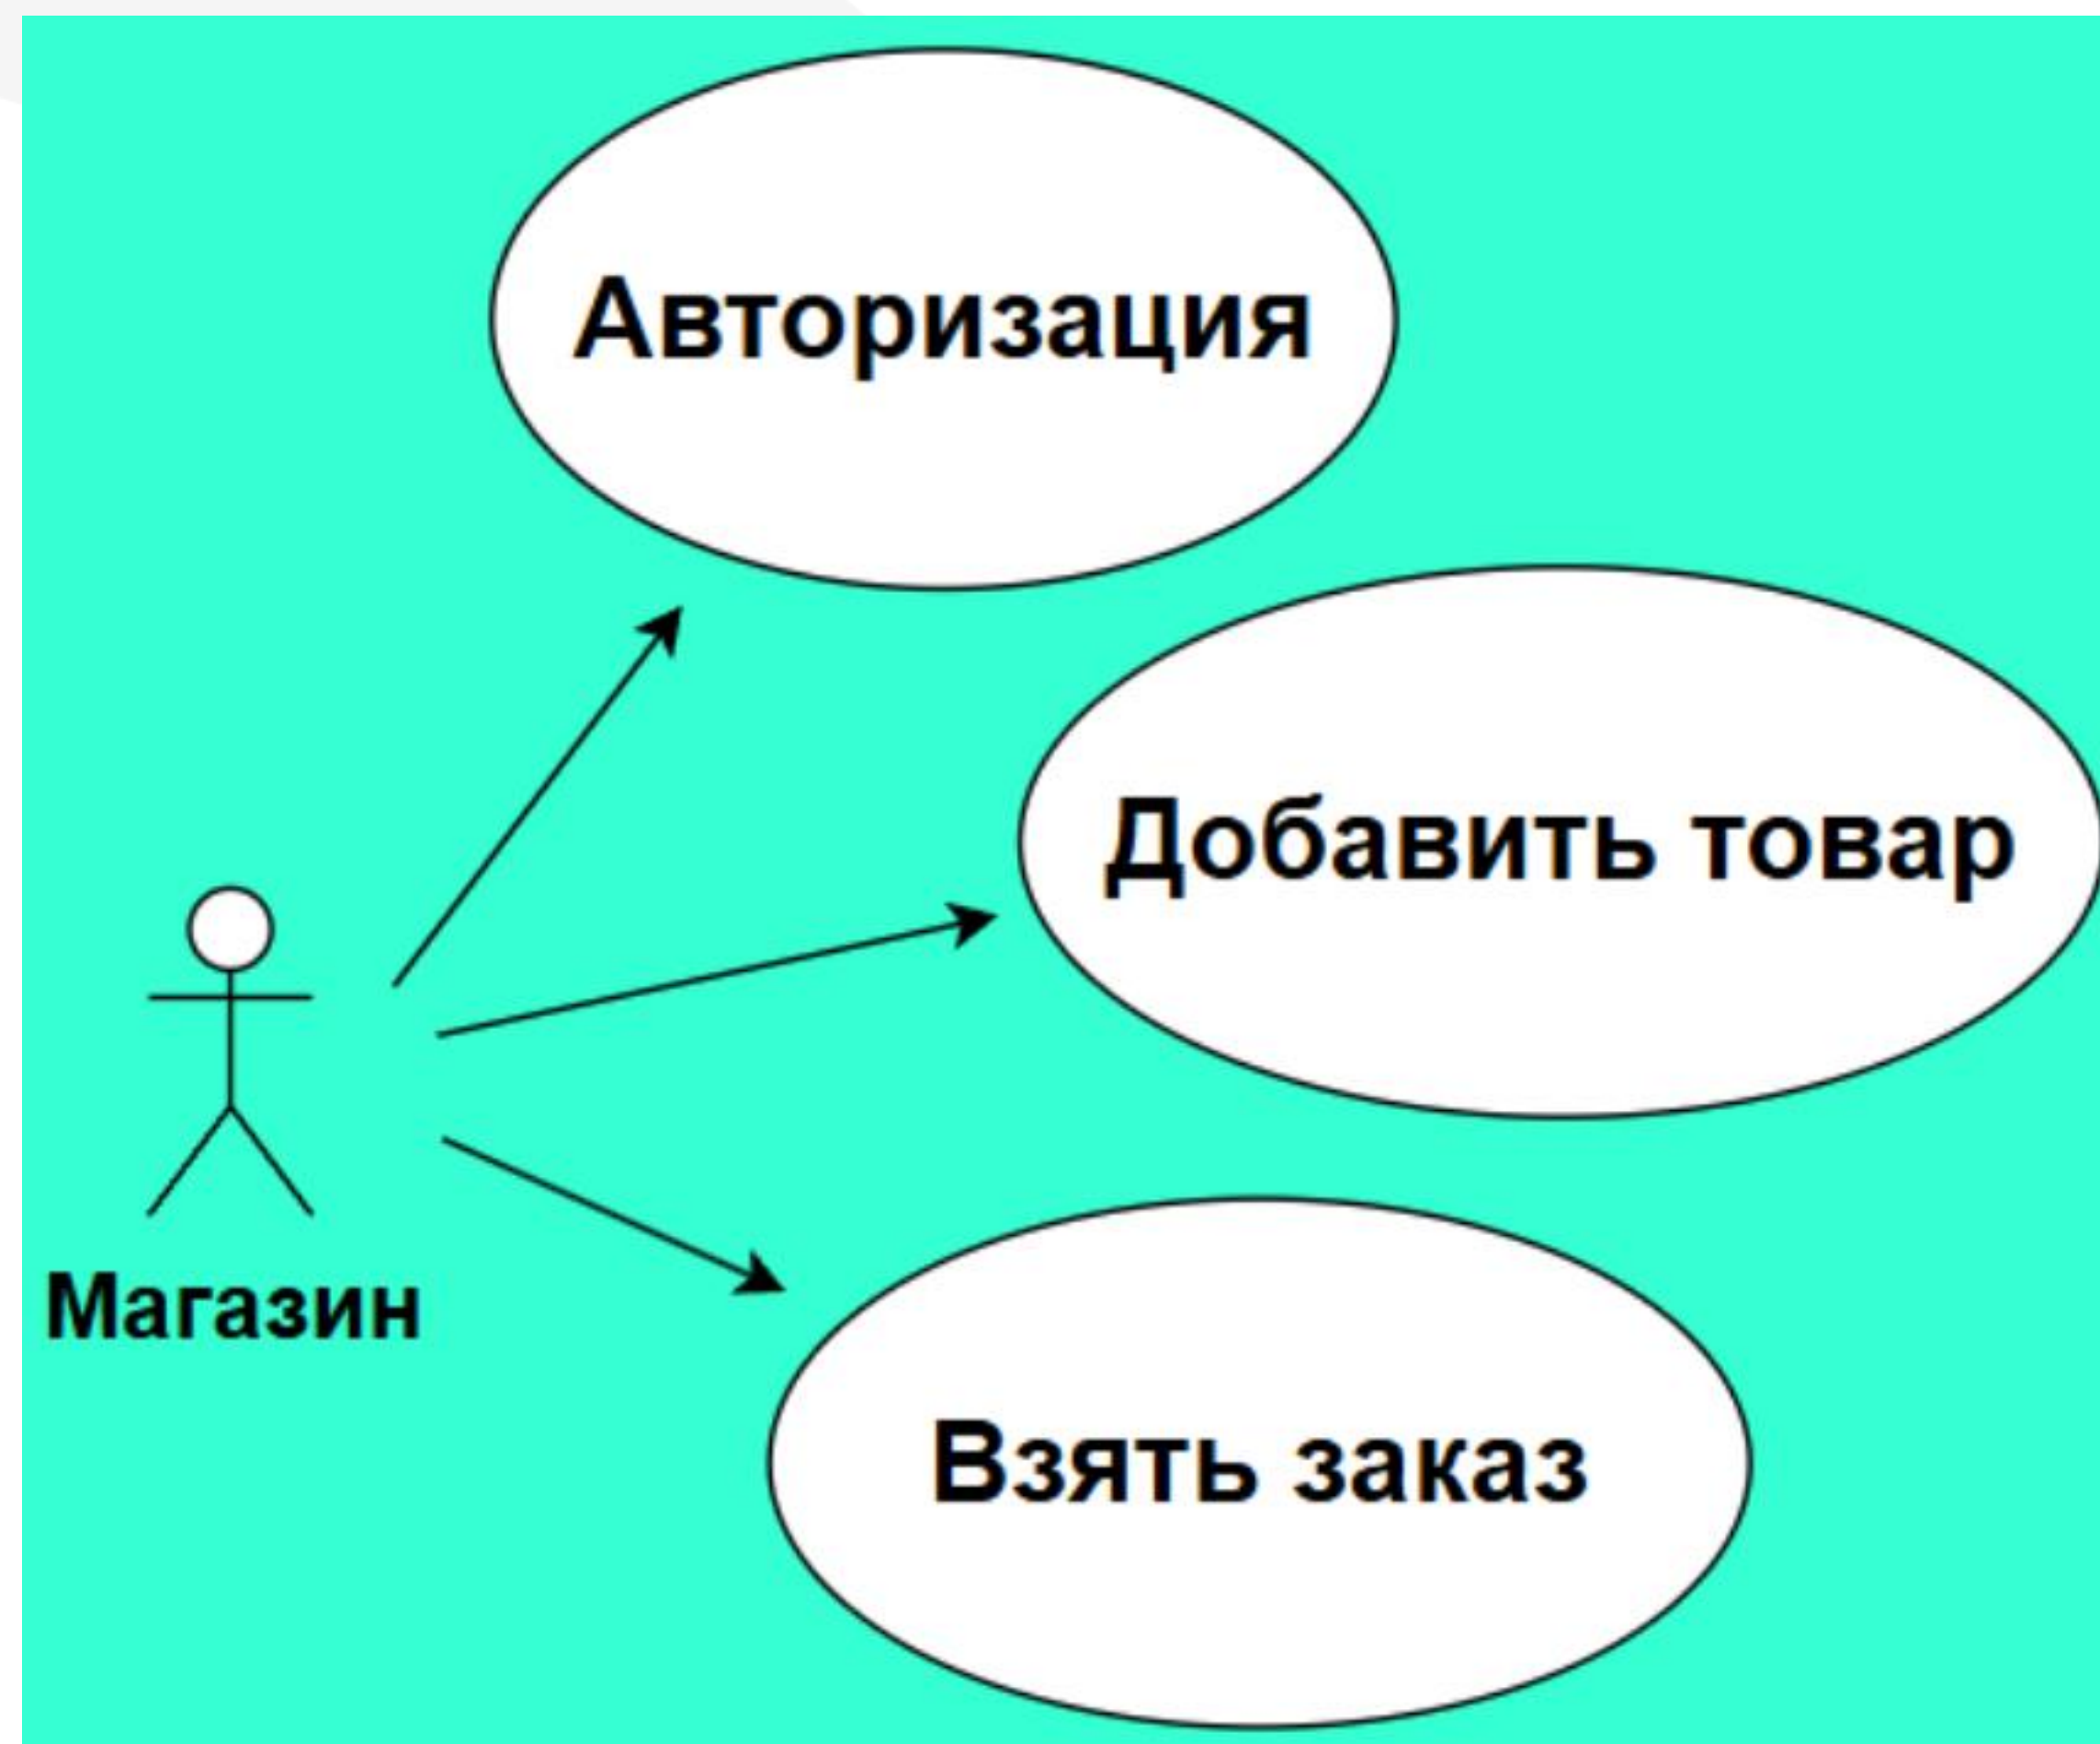 Авторизация
Добавить товар
Магазин
Взять заказ